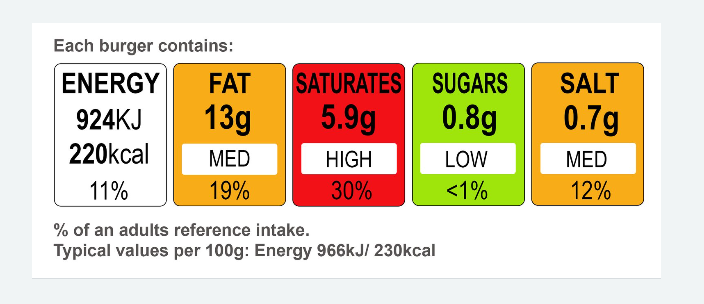 Each burger contains:
ENERGY FAT SATURATES SUGARS SALT
924KJ 13g 5.9g 0.8g 0.7g
220kcal MED HIGH LOW MED
11% 19% 30% <1% 12%
% of an adults reference intake.
Typical values per 100g: Energy 966kJ/ 230kcal